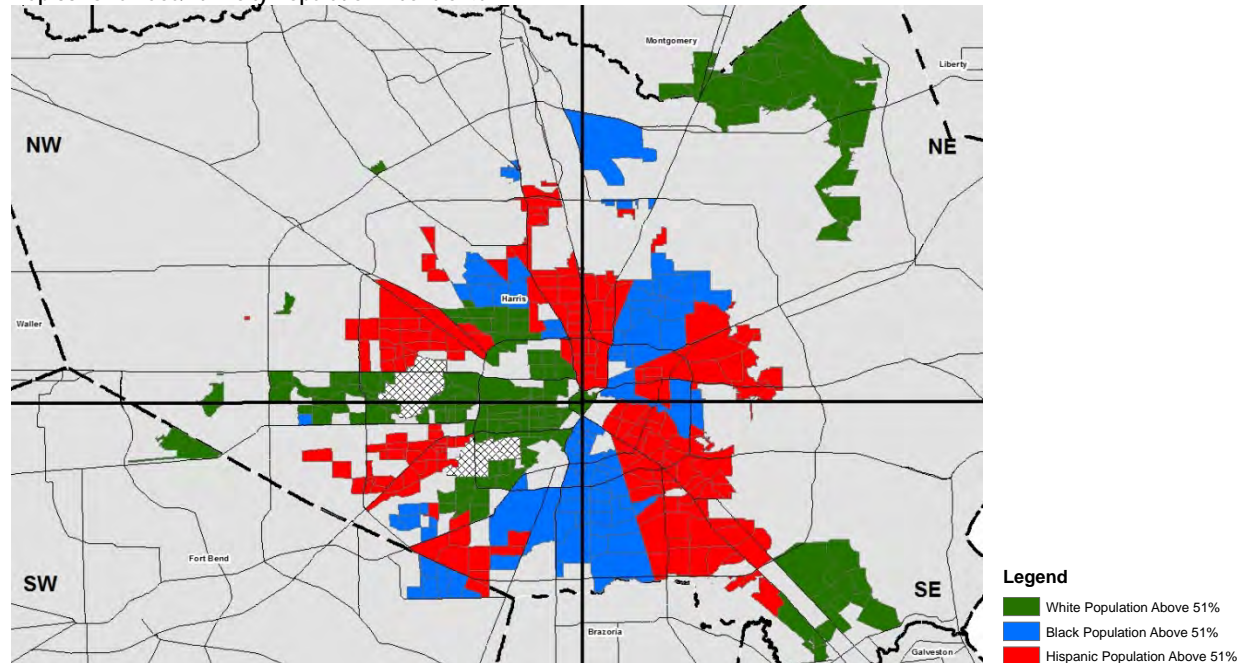 Montgomery
Liberty
NW
NE
Harris
Waller
Fort Bend
SW
SE
Brazoria
Galveston
Legend
White Population Above 51%
Black Population Above 51%
Hispanic Population Above 51%